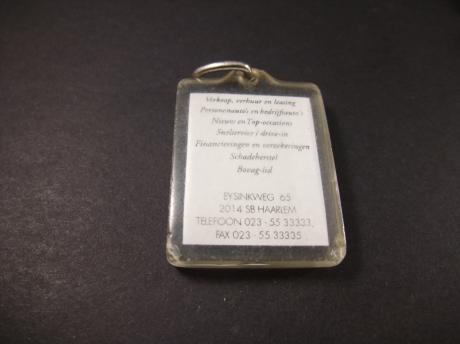 Verkoop, verhuur en leasing
Personenauto's en bedrijfsauto's
Nieuws en Top-occasions
Snelservice / drive-in
Financieringen en verzekeringen
Schadeherstel
Bovag-lid
EYSINKWEG 65
2014 SB HAARLEM
TELEFOON 023 - 55 33333,
FAX 023 - 55 33335